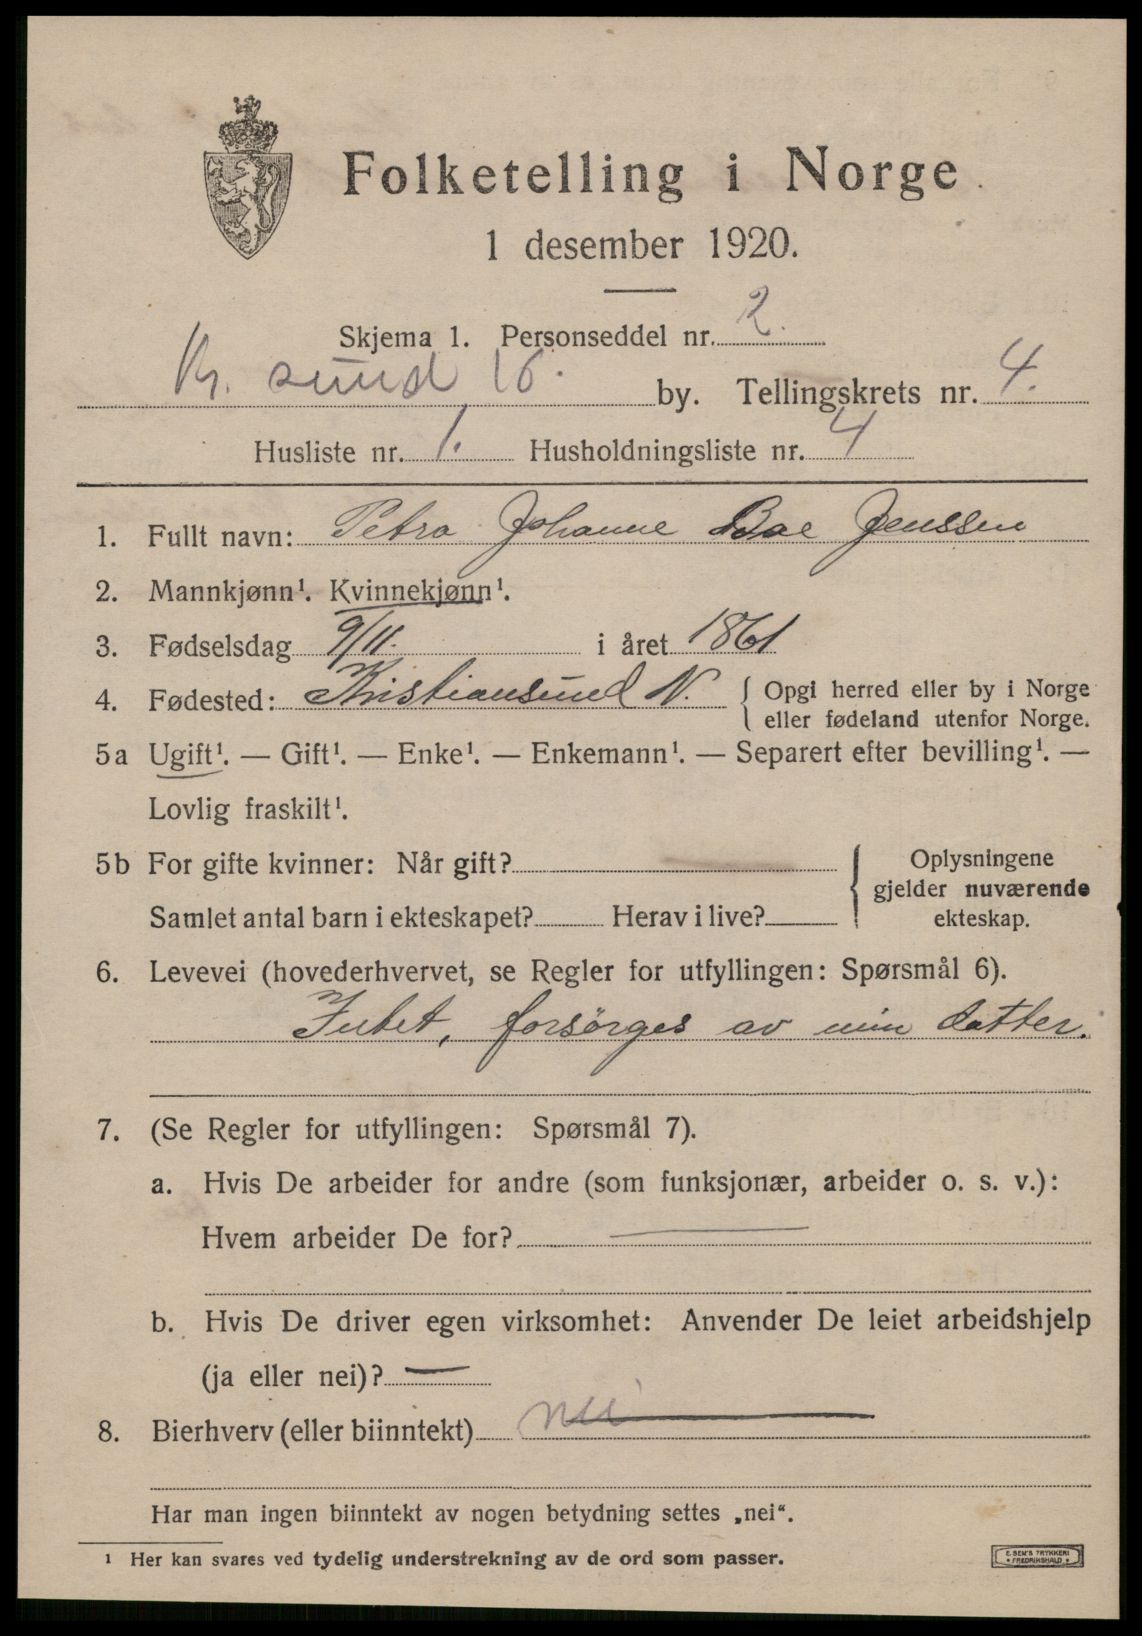 Folketelling i Norge
1 desember 1920.
Skjema 1. Personseddel nr. 2.
Kr. sund by. Tellingskrets nr. 4.
Husliste nr. 1. Husholdningsliste nr. 4
1. Fullt navn: Petra Johanne Boe Jenssen
2. Mannkjønn¹. Kvinnekjønn¹.
3. Fødselsdag 9/11. i året 1861
4. Fødested: Kristiansund N. { Opgi herred eller by i Norge
eller fødeland utenfor Norge.
5a Ugift¹. — Gift¹. — Enke¹. — Enkemann¹. — Separert efter bevilling¹. —
Lovlig fraskilt¹.
5b For gifte kvinner: Når gift?
Samlet antal barn i ekteskapet? Herav i live?
{ Oplysningene
gjelder nuværende
ekteskap.
6. Levevei (hovederhvervet, se Regler for utfyllingen: Spørsmål 6).
Intet, forsørges av min datter.
7. (Se Regler for utfyllingen: Spørsmål 7).
a. Hvis De arbeider for andre (som funksjonær, arbeider o. s. v.):
Hvem arbeider De for? —
b. Hvis De driver egen virksomhet: Anvender De leiet arbeidshjelp
(ja eller nei)? —
8. Bierhverv (eller biinntekt) nei
Har man ingen biinntekt av nogen betydning settes „nei“.
¹ Her kan svares ved tydelig understrekning av de ord som passer.
E. SEM'S TRYKKERI
• FREDRIKSHALD •